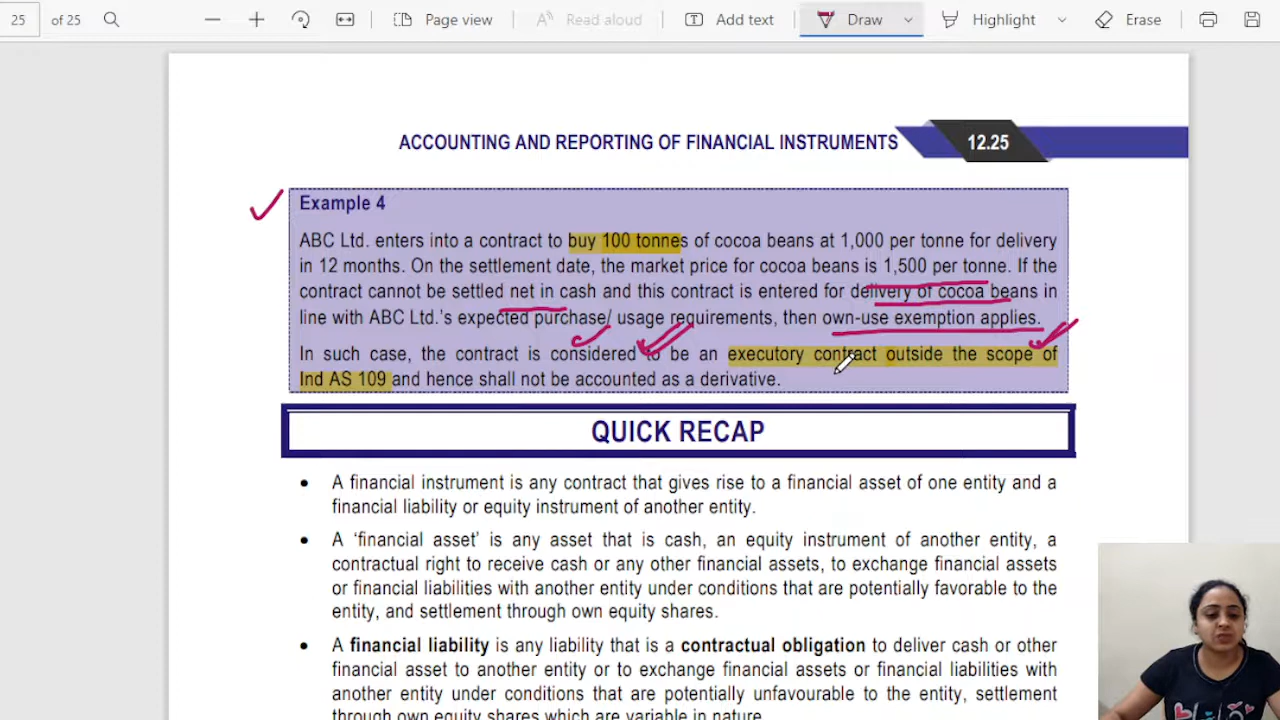 25 of 25 Page view Read aloud Add text Draw Highlight Erase
ACCOUNTING AND REPORTING OF FINANCIAL INSTRUMENTS 12.25
Example 4
ABC Ltd. enters into a contract to buy 100 tonnes of cocoa beans at 1,000 per tonne for delivery
in 12 months. On the settlement date, the market price for cocoa beans is 1,500 per tonne. If the
contract cannot be settled net in cash and this contract is entered for delivery of cocoa beans in
line with ABC Ltd.'s expected purchase/ usage requirements, then own-use exemption applies.
In such case, the contract is considered to be an executory contract outside the scope of
Ind AS 109 and hence shall not be accounted as a derivative.
QUICK RECAP
• A financial instrument is any contract that gives rise to a financial asset of one entity and a
financial liability or equity instrument of another entity.
• A ‘financial asset’ is any asset that is cash, an equity instrument of another entity, a
contractual right to receive cash or any other financial assets, to exchange financial assets
or financial liabilities with another entity under conditions that are potentially favorable to the
entity, and settlement through own equity shares.
• A financial liability is any liability that is a contractual obligation to deliver cash or other
financial asset to another entity or to exchange financial assets or financial liabilities with
another entity under conditions that are potentially unfavourable to the entity, settlement
through own equity shares which are variable in nature.